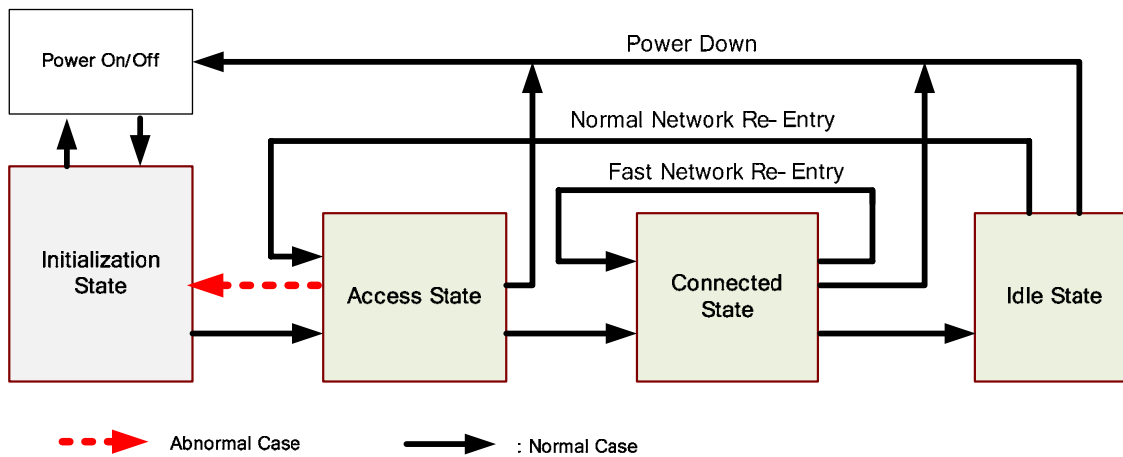 Power On/Off
Power Down
Normal Network Re-Entry
Fast Network Re-Entry
Initialization
State
Access State
Connected
State
Idle State
Abnormal Case
: Normal Case